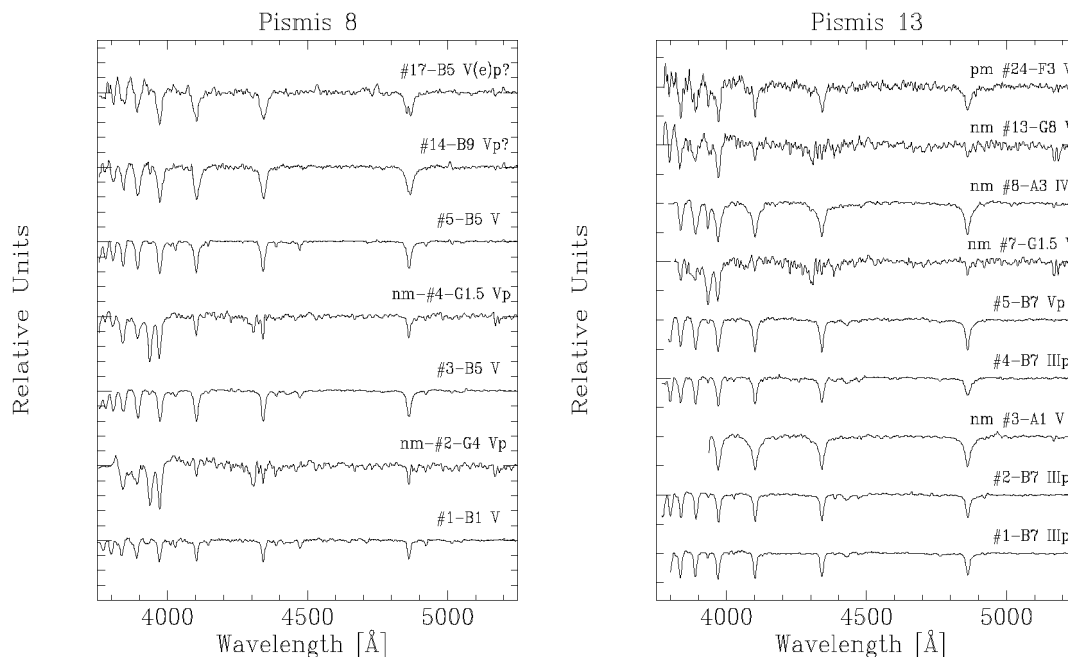 Pismis 8
Relative Units
#17-B5 V(e)p?
#14-B9 Vp?
#5-B5 V
nm-#4-G1.5 Vp
#3-B5 V
nm-#2-G4 Vp
#1-B1 V
4000 4500 5000
Wavelength [Å]
Pismis 13
Relative Units
pm #24-F3 V
nm #13-G8 V
nm #8-A3 IV
nm #7-G1.5 V
#5-B7 Vp
#4-B7 IIIp
nm #3-A1 V
#2-B7 IIIp
#1-B7 IIIp
4000 4500 5000
Wavelength [Å]